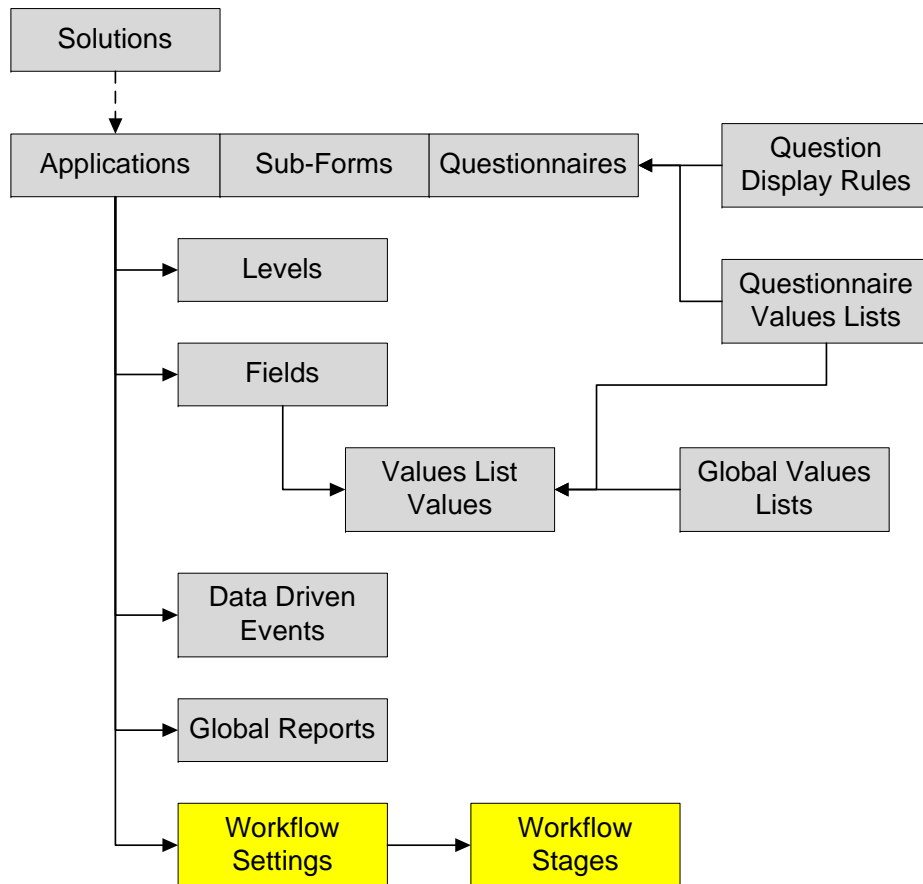 Solutions
Applications
Sub-Forms
Questionnaires
Question
Display Rules
Levels
Questionnaire
Values Lists
Fields
Values List
Values
Global Values
Lists
Data Driven
Events
Global Reports
Workflow
Settings
Workflow
Stages